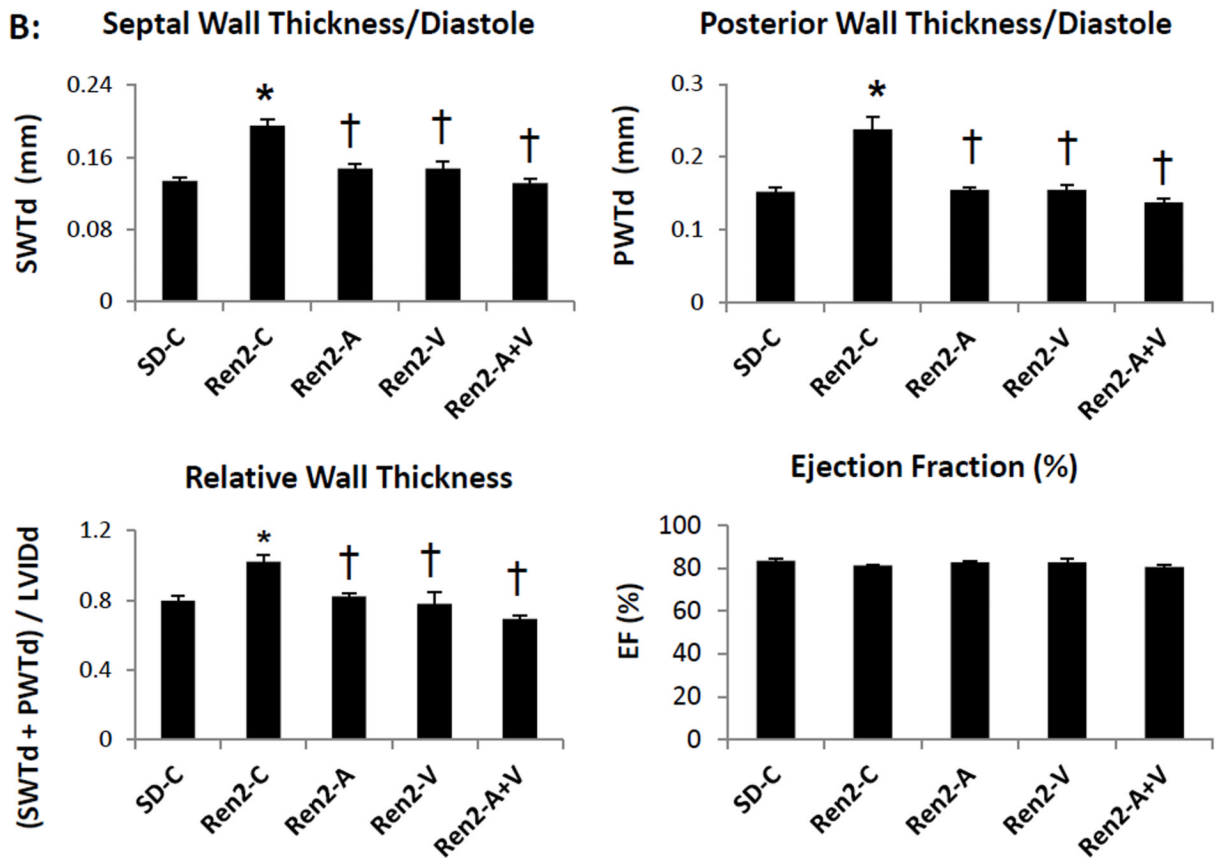 B:
Septal Wall Thickness/Diastole
SWTd (mm)
0.24
0.16
0.08
0
*
†
†
†
SD-C
Ren2-C
Ren2-A
Ren2-V
Ren2-A+V
Posterior Wall Thickness/Diastole
PWTd (mm)
0.3
0.2
0.1
0
*
†
†
†
SD-C
Ren2-C
Ren2-A
Ren2-V
Ren2-A+V
Relative Wall Thickness
(SWTd + PWTd) / LVIDd
1.2
0.8
0.4
0
*
†
†
†
SD-C
Ren2-C
Ren2-A
Ren2-V
Ren2-A+V
Ejection Fraction (%)
EF (%)
100
80
60
40
20
0
SD-C
Ren2-C
Ren2-A
Ren2-V
Ren2-A+V